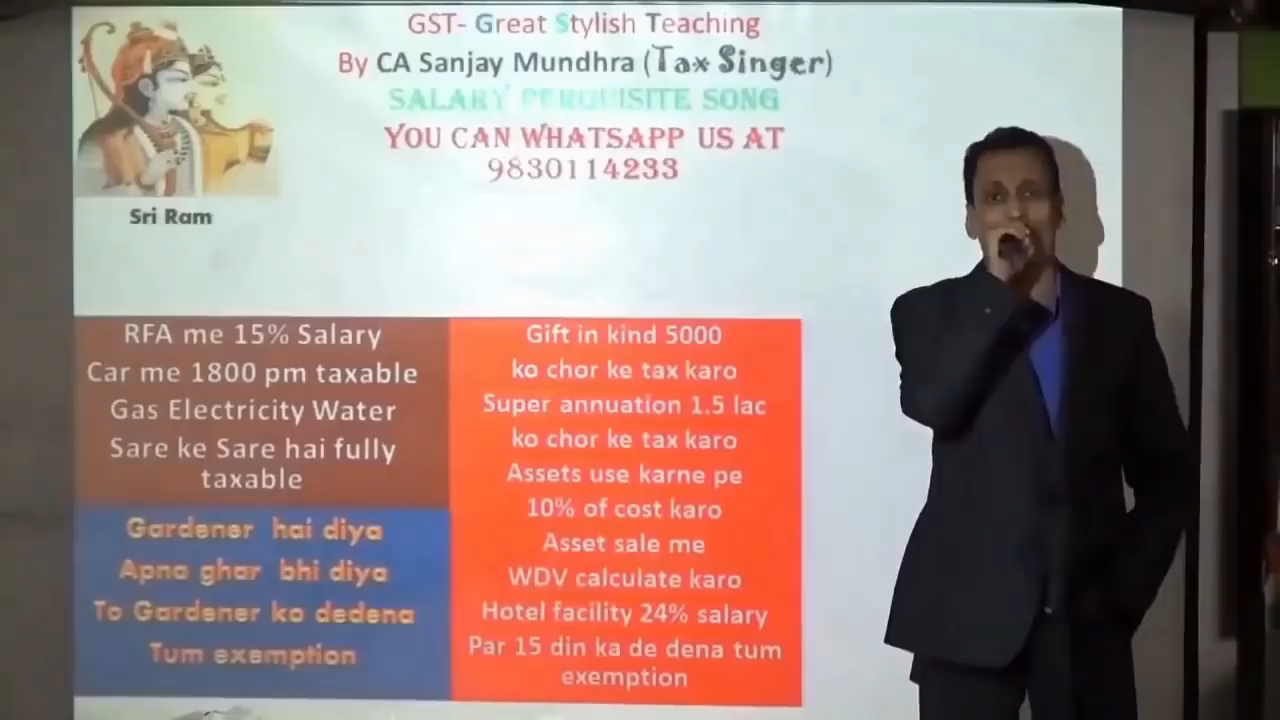 GST- Great Stylish Teaching
By CA Sanjay Mundhra (Tax Singer)
SALARY PERQUISITE SONG
YOU CAN WHATSAPP US AT
9830114233
Sri Ram
RFA me 15% Salary
Car me 1800 pm taxable
Gas Electricity Water
Sare ke Sare hai fully
taxable
Gardener hai diya
Apna ghar bhi diya
To Gardener ko dedena
Tum exemption
Gift in kind 5000
ko chor ke tax karo
Super annuation 1.5 lac
ko chor ke tax karo
Assets use karne pe
10% of cost karo
Asset sale me
WDV calculate karo
Hotel facility 24% salary
Par 15 din ka de dena tum
exemption